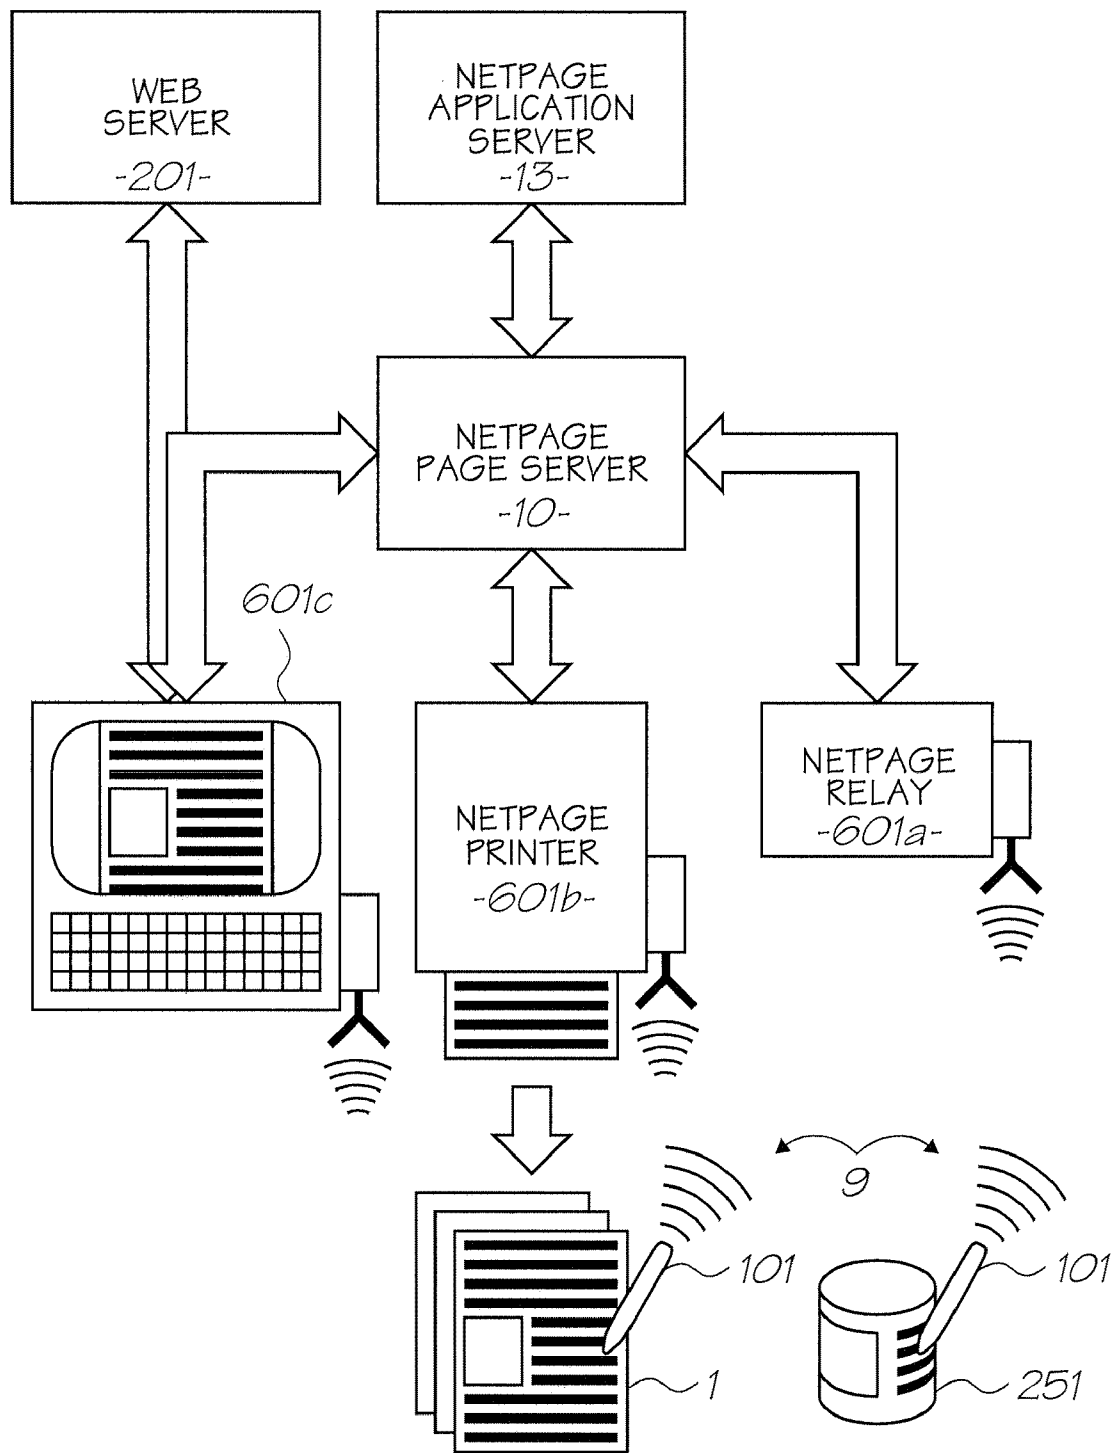 WEB
SERVER
-201-
NETPAGE
APPLICATION
SERVER
-13-
NETPAGE
PAGE SERVER
-10-
601c
NETPAGE
PRINTER
-601b-
NETPAGE
RELAY
-601a-
9
101
101
1
251